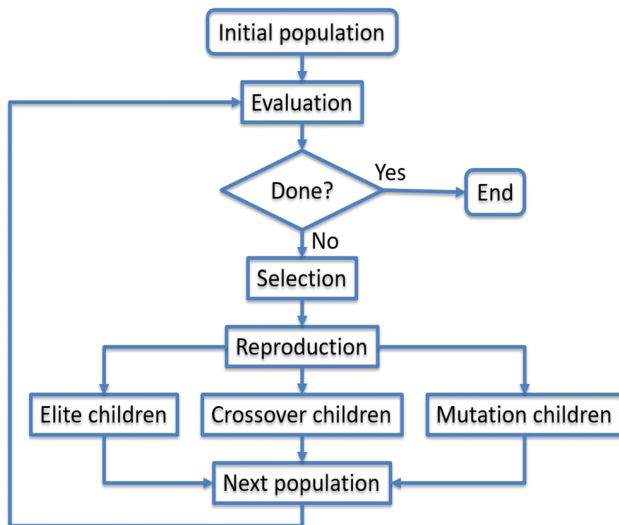 Initial population
Evaluation
Done?
Yes
End
No
Selection
Reproduction
Elite children
Crossover children
Mutation children
Next population